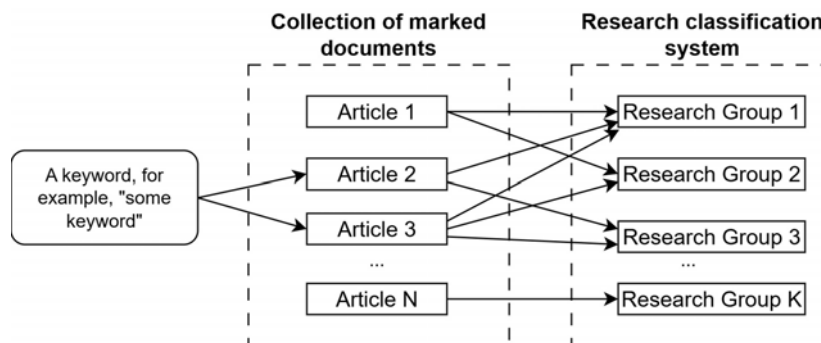 Collection of marked
documents
Research classification
system
Article 1
Research Group 1
A keyword, for
example, "some
keyword"
Article 2
Research Group 2
Article 3
Research Group 3
...
...
Article N
Research Group K